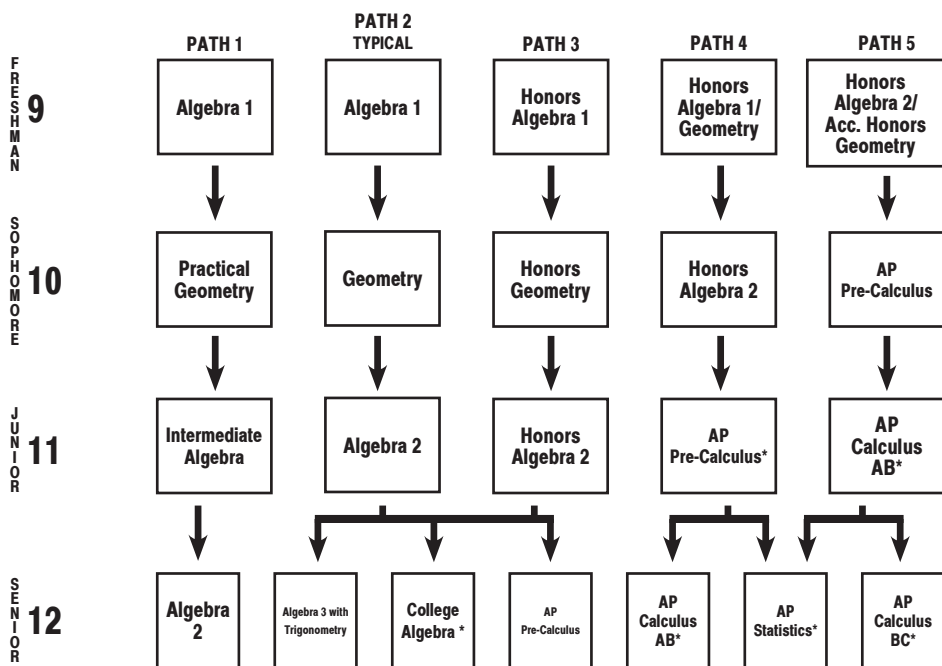 PATH 1
PATH 2
TYPICAL
PATH 3
PATH 4
PATH 5
FRESHMAN
9
Algebra 1
Algebra 1
Honors
Algebra 1
Honors
Algebra 1/
Geometry
Honors
Algebra 2/
Acc. Honors
Geometry
SOPHOMORE
10
Practical
Geometry
Geometry
Honors
Geometry
Honors
Algebra 2
AP
Pre-Calculus
JUNIOR
11
Intermediate
Algebra
Algebra 2
Honors
Algebra 2
AP
Pre-Calculus*
AP
Calculus
AB*
SENIOR
12
Algebra
2
Algebra 3 with
Trigonometry
College
Algebra *
AP
Pre-Calculus
AP
Calculus
AB*
AP
Statistics*
AP
Calculus
BC*